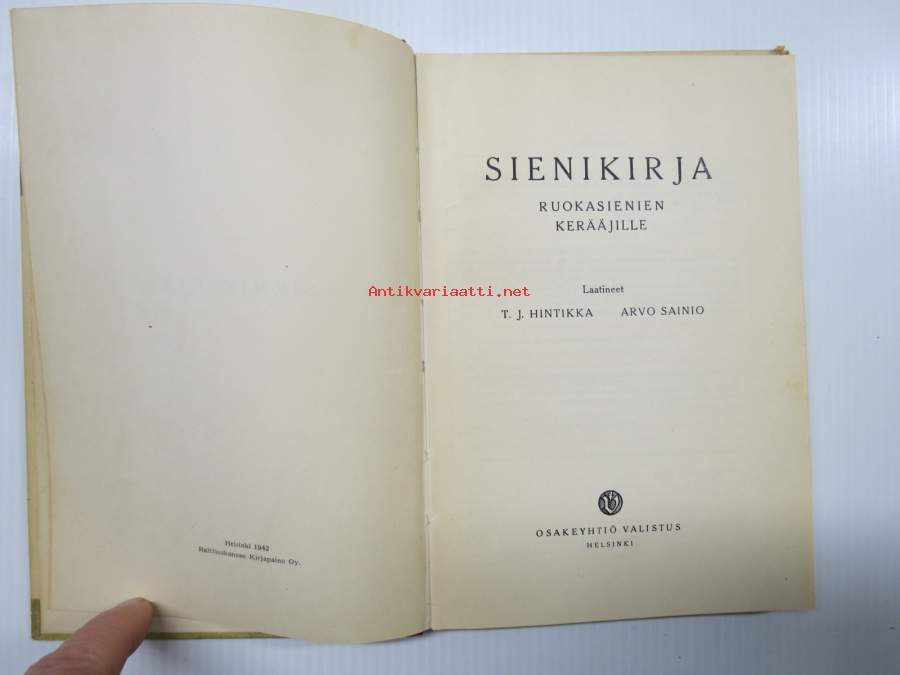 Helsinki 1942
Raittiuskansan Kirjapaino Oy.
SIENIKIRJA
RUOKASIENIEN
KERÄÄJILLE
Antikvariaatti.net
Laatineet
T. J. HINTIKKA ARVO SAINIO
OSAKEYHTIÖ VALISTUS
HELSINKI